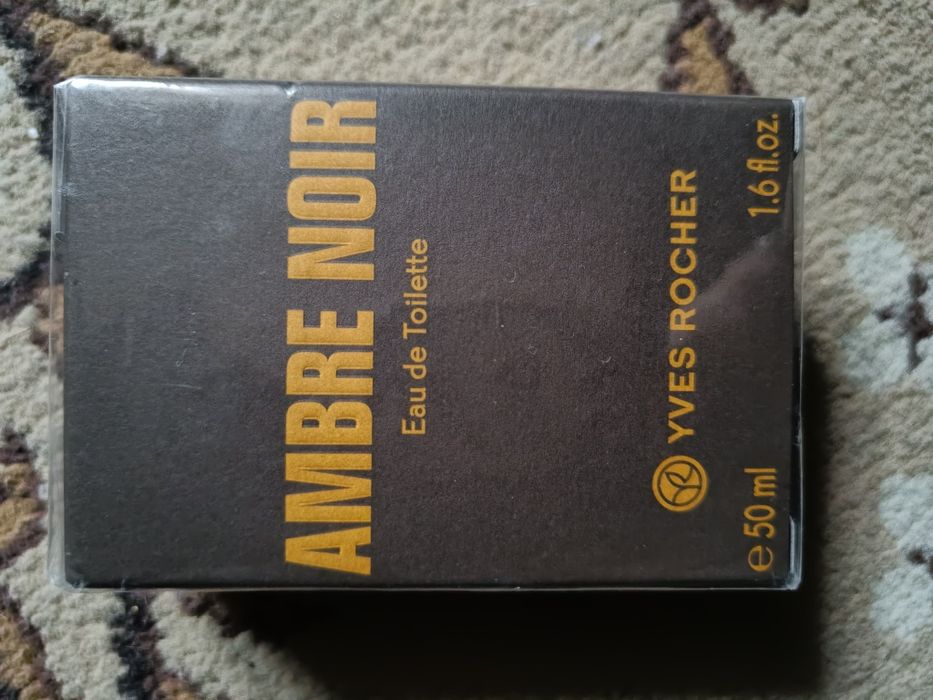 AMBRE NOIR
Eau de Toilette
YVES ROCHER
e 50 ml 1.6 fl.oz.